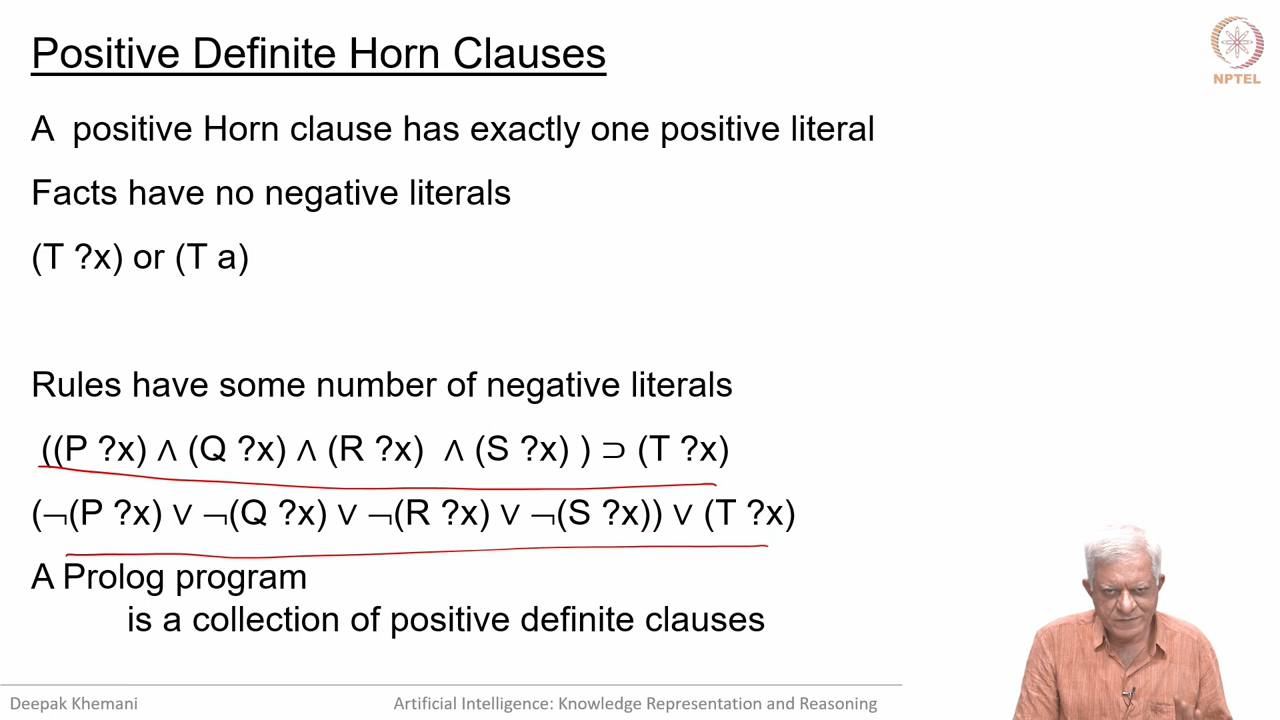 Positive Definite Horn Clauses
NPTEL
A positive Horn clause has exactly one positive literal
Facts have no negative literals
(T ?x) or (T a)
Rules have some number of negative literals
((P ?x) ∧ (Q ?x) ∧ (R ?x) ∧ (S ?x) ) ⊃ (T ?x)
(¬(P ?x) ∨ ¬(Q ?x) ∨ ¬(R ?x) ∨ ¬(S ?x)) ∨ (T ?x)
A Prolog program
is a collection of positive definite clauses
Deepak Khemani
Artificial Intelligence: Knowledge Representation and Reasoning